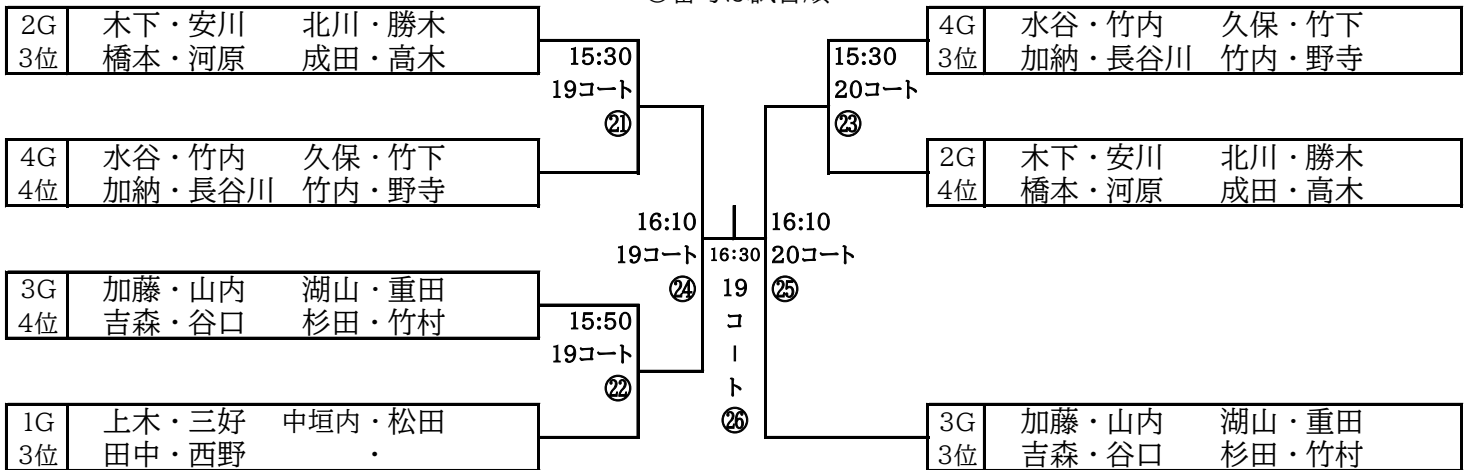 2G 木下・安川 北川・勝木
3位 橋本・河原 成田・高木
15:30
19コート
㉑
4G 水谷・竹内 久保・竹下
4位 加納・長谷川 竹内・野寺
16:10
19コート
㉔
3G 加藤・山内 湖山・重田
4位 吉森・谷口 杉田・竹村
15:50
19コート
㉒
1G 上木・三好 中垣内・松田
3位 田中・西野 ・
16:30
19
コ
ー
ト
㉖
4G 水谷・竹内 久保・竹下
3位 加納・長谷川 竹内・野寺
15:30
20コート
㉓
2G 木下・安川 北川・勝木
4位 橋本・河原 成田・高木
16:10
20コート
㉕
3G 加藤・山内 湖山・重田
3位 吉森・谷口 杉田・竹村